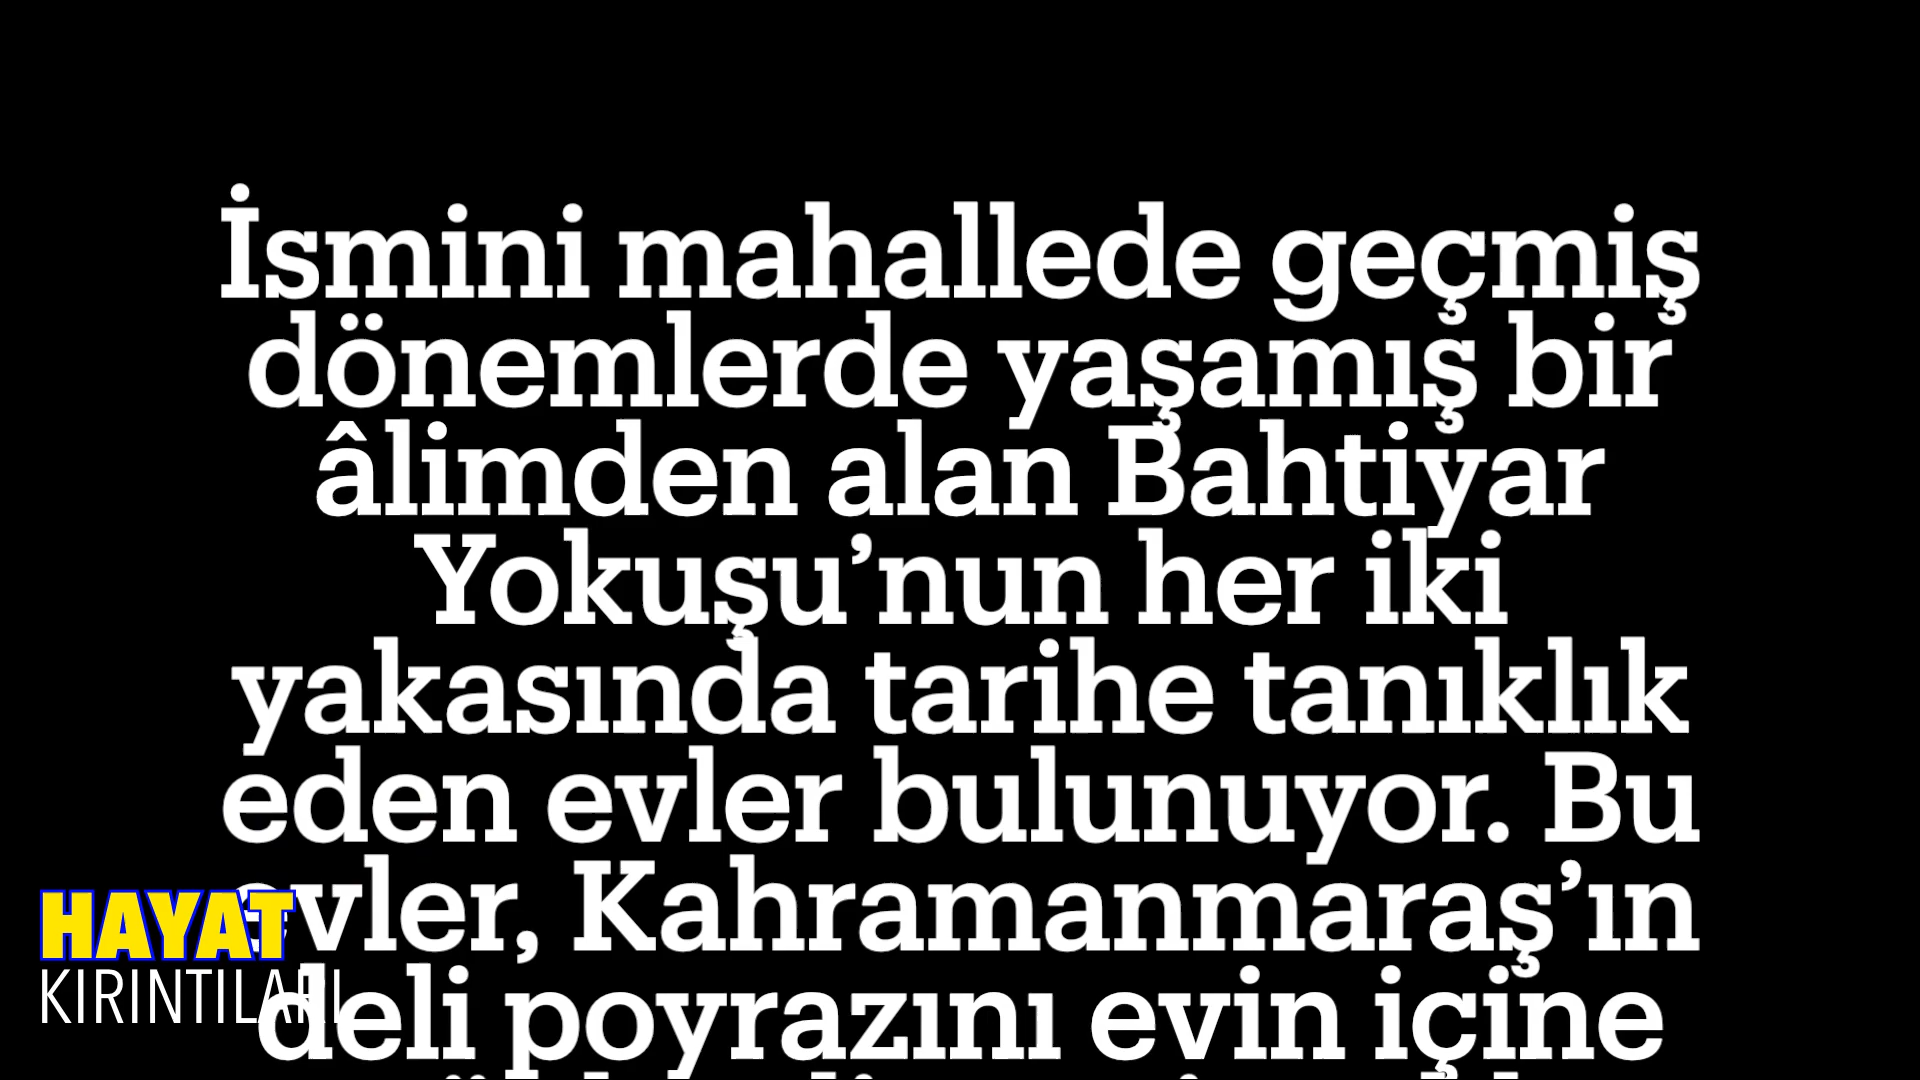 İsmini mahallede geçmiş
dönemlerde yaşamış bir
âlimden alan Bahtiyar
Yokuşu’nun her iki
yakasında tarihe tanıklık
eden evler bulunuyor. Bu
evler, Kahramanmaraş’ın
deli poyrazını evin içine
HAYAT
KIRINTILARI